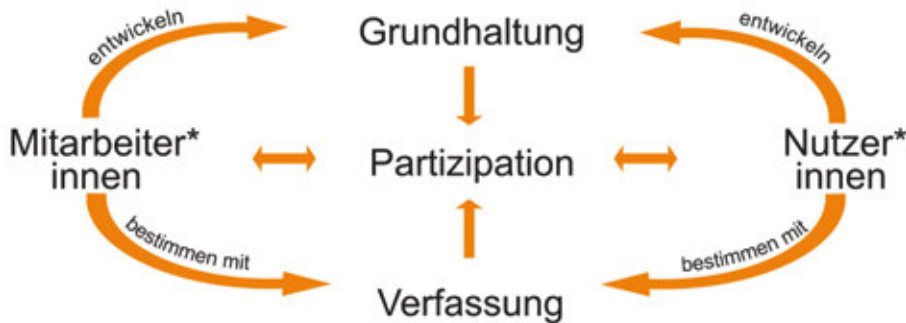 entwickeln
Grundhaltung
entwickeln
Mitarbeiter*
innen
Partizipation
Nutzer*
innen
bestimmen mit
Verfassung
bestimmen mit